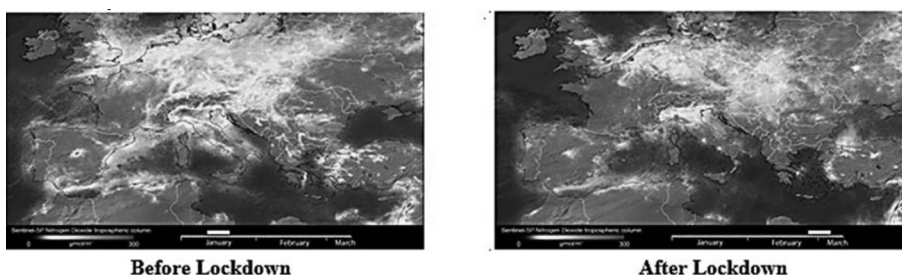 Sentinel-5P Nitrogen Dioxide tropospheric column
0 300
January February March
Before Lockdown
Sentinel-5P Nitrogen Dioxide tropospheric column
0 300
January February March
After Lockdown